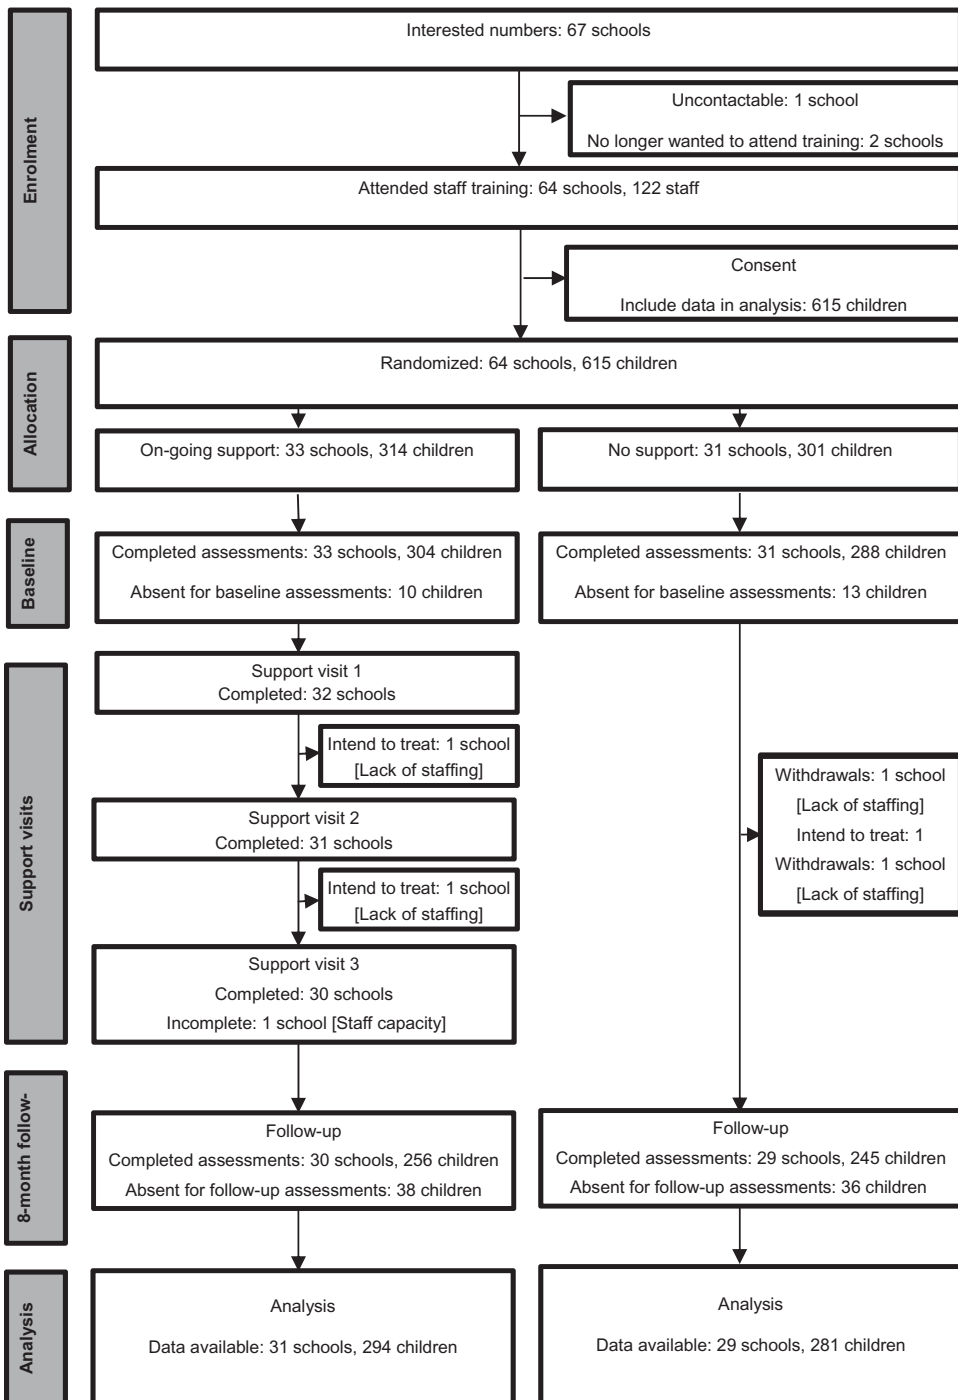 Enrolment
Interested numbers: 67 schools
Uncontactable: 1 school
No longer wanted to attend training: 2 schools
Attended staff training: 64 schools, 122 staff
Consent
Include data in analysis: 615 children
Allocation
Randomized: 64 schools, 615 children
On-going support: 33 schools, 314 children
No support: 31 schools, 301 children
Baseline
Completed assessments: 33 schools, 304 children
Absent for baseline assessments: 10 children
Completed assessments: 31 schools, 288 children
Absent for baseline assessments: 13 children
Support visits
Support visit 1
Completed: 32 schools
Intend to treat: 1 school
[Lack of staffing]
Support visit 2
Completed: 31 schools
Intend to treat: 1 school
[Lack of staffing]
Support visit 3
Completed: 30 schools
Incomplete: 1 school [Staff capacity]
Withdrawals: 1 school
[Lack of staffing]
Intend to treat: 1
Withdrawals: 1 school
[Lack of staffing]
8-month follow-
Follow-up
Completed assessments: 30 schools, 256 children
Absent for follow-up assessments: 38 children
Follow-up
Completed assessments: 29 schools, 245 children
Absent for follow-up assessments: 36 children
Analysis
Analysis
Data available: 31 schools, 294 children
Analysis
Data available: 29 schools, 281 children